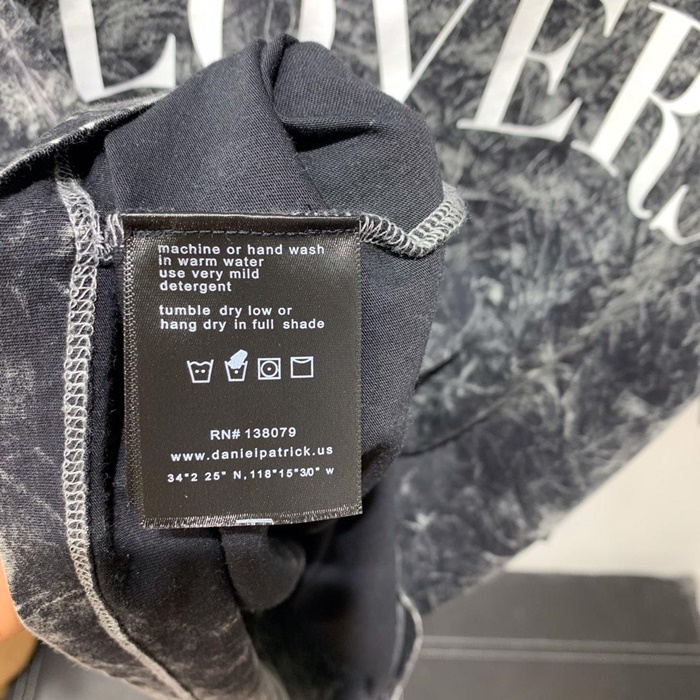 LOVERS
machine or hand wash
in warm water
use very mild
detergent
tumble dry low or
hang dry in full shade
RN# 138079
www.danielpatrick.us
34°2 25" N,118°15"30" w